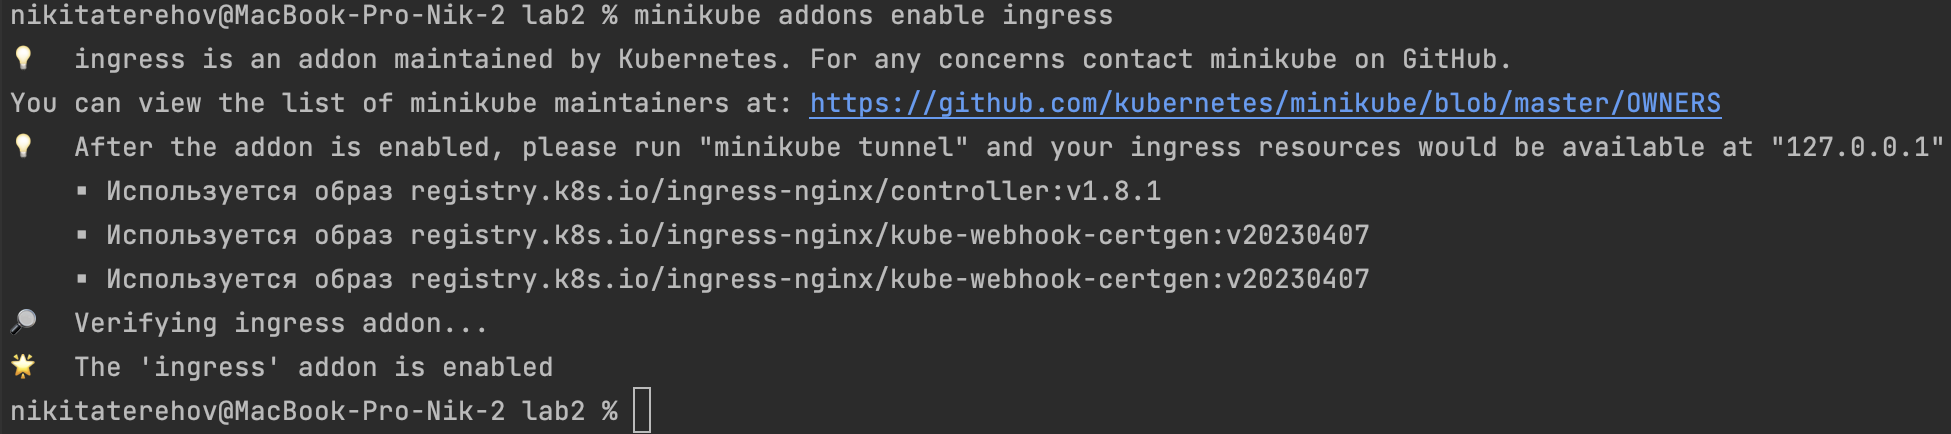 nikitaterehov@MacBook-Pro-Nik-2 lab2 % minikube addons enable ingress
💡 ingress is an addon maintained by Kubernetes. For any concerns contact minikube on GitHub.
You can view the list of minikube maintainers at: https://github.com/kubernetes/minikube/blob/master/OWNERS
💡 After the addon is enabled, please run "minikube tunnel" and your ingress resources would be available at "127.0.0.1"
▪ Используется образ registry.k8s.io/ingress-nginx/controller:v1.8.1
▪ Используется образ registry.k8s.io/ingress-nginx/kube-webhook-certgen:v20230407
▪ Используется образ registry.k8s.io/ingress-nginx/kube-webhook-certgen:v20230407
🔎 Verifying ingress addon...
🌟 The 'ingress' addon is enabled
nikitaterehov@MacBook-Pro-Nik-2 lab2 %